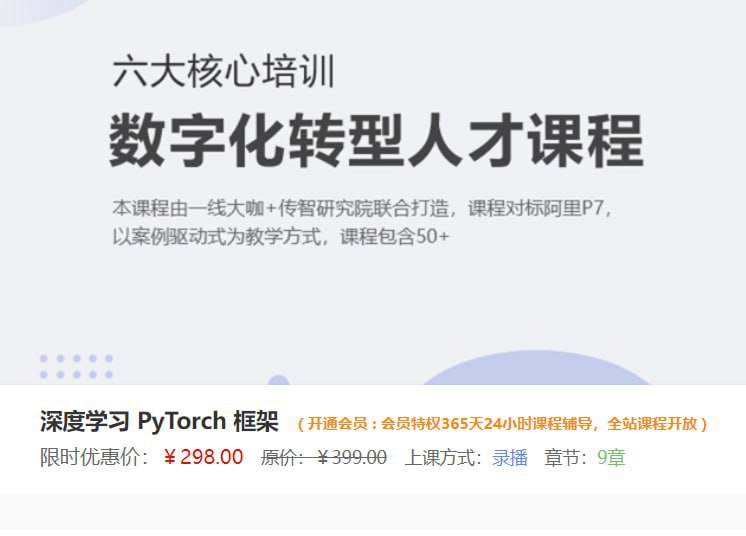 六大核心培训
数字化转型人才课程
本课程由一线大咖+传智研究院联合打造，课程对标阿里P7，
以案例驱动式为教学方式，课程包含50+
深度学习 PyTorch 框架 （开通会员：会员特权365天24小时课程辅导，全站课程开放）
限时优惠价：￥298.00 原价：￥399.00 上课方式：录播 章节：9章